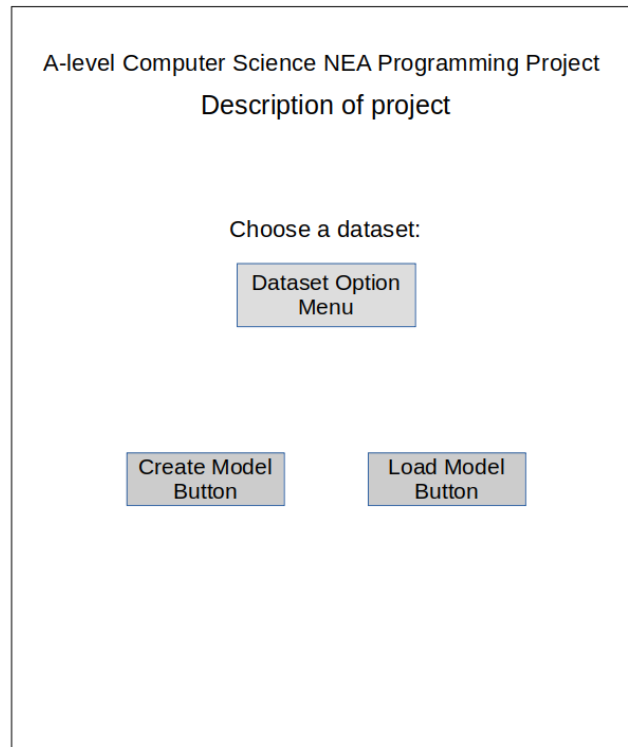 A-level Computer Science NEA Programming Project
Description of project
Choose a dataset:
Dataset Option
Menu
Create Model
Button
Load Model
Button